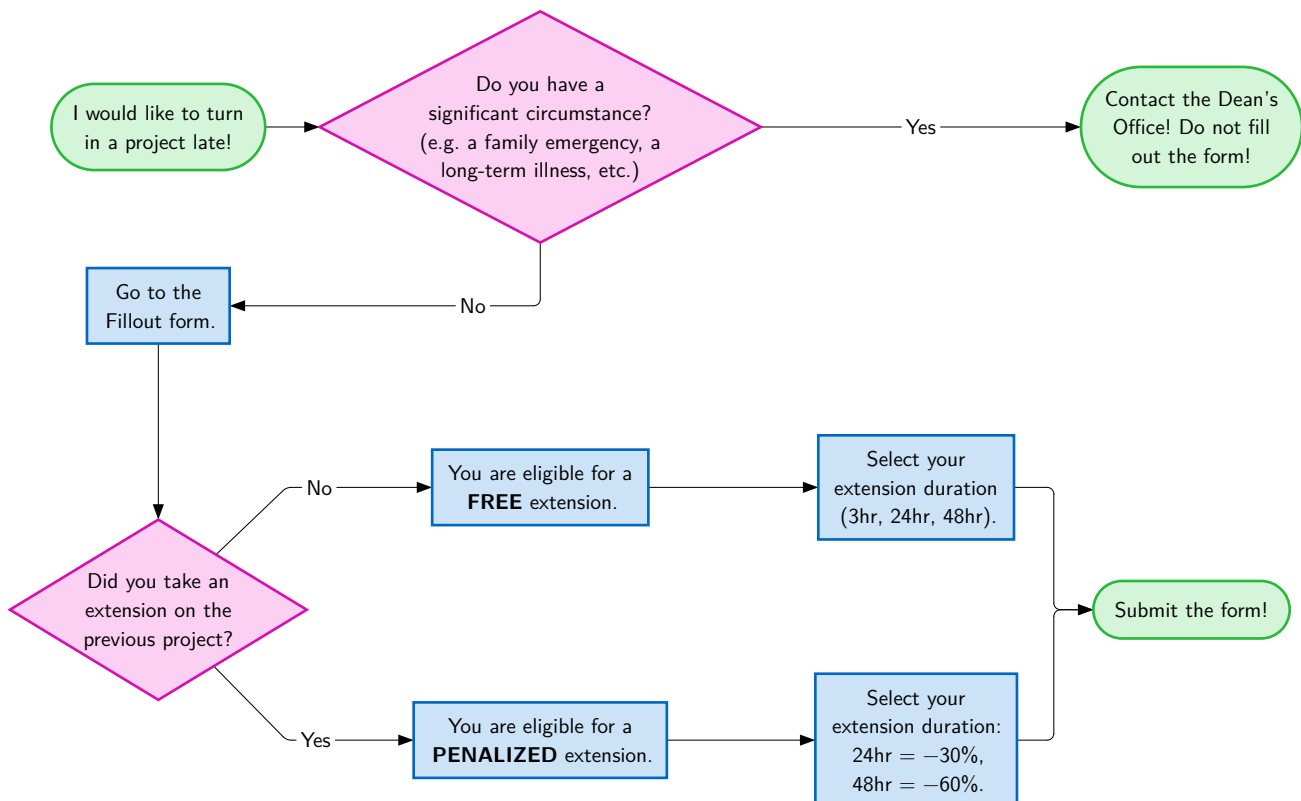 I would like to turn
in a project late!
Do you have a
significant circumstance?
(e.g. a family emergency, a
long-term illness, etc.)
Yes
Contact the Dean's
Office! Do not fill
out the form!
No
Go to the
Fillout form.
Did you take an
extension on the
previous project?
No
You are eligible for a
FREE extension.
Select your
extension duration
(3hr, 24hr, 48hr).
Yes
You are eligible for a
PENALIZED extension.
Select your
extension duration:
24hr = −30%,
48hr = −60%.
Submit the form!